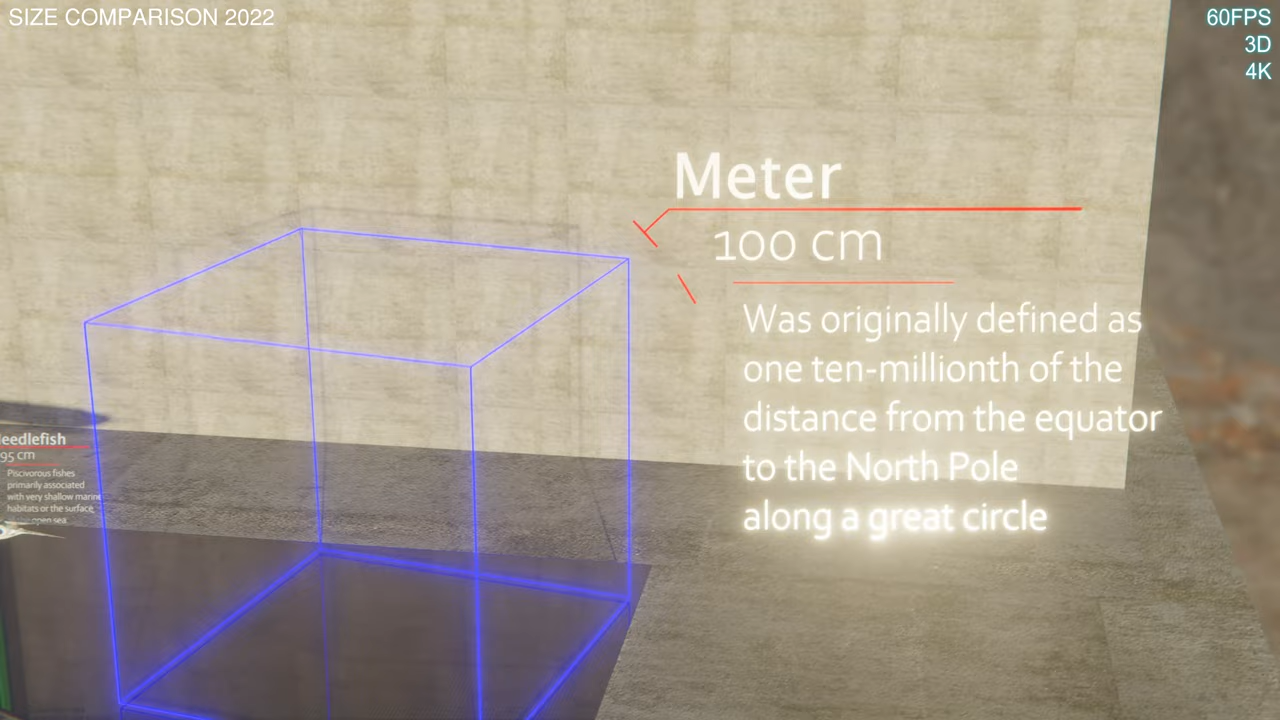 SIZE COMPARISON 2022
60FPS
3D
4K
Meter
100 cm
Was originally defined as
one ten-millionth of the
distance from the equator
to the North Pole
along a great circle
eedlefish
95 cm
Piscivorous fishes
primarily associated
with very shallow marine
habitats or the surface
open sea